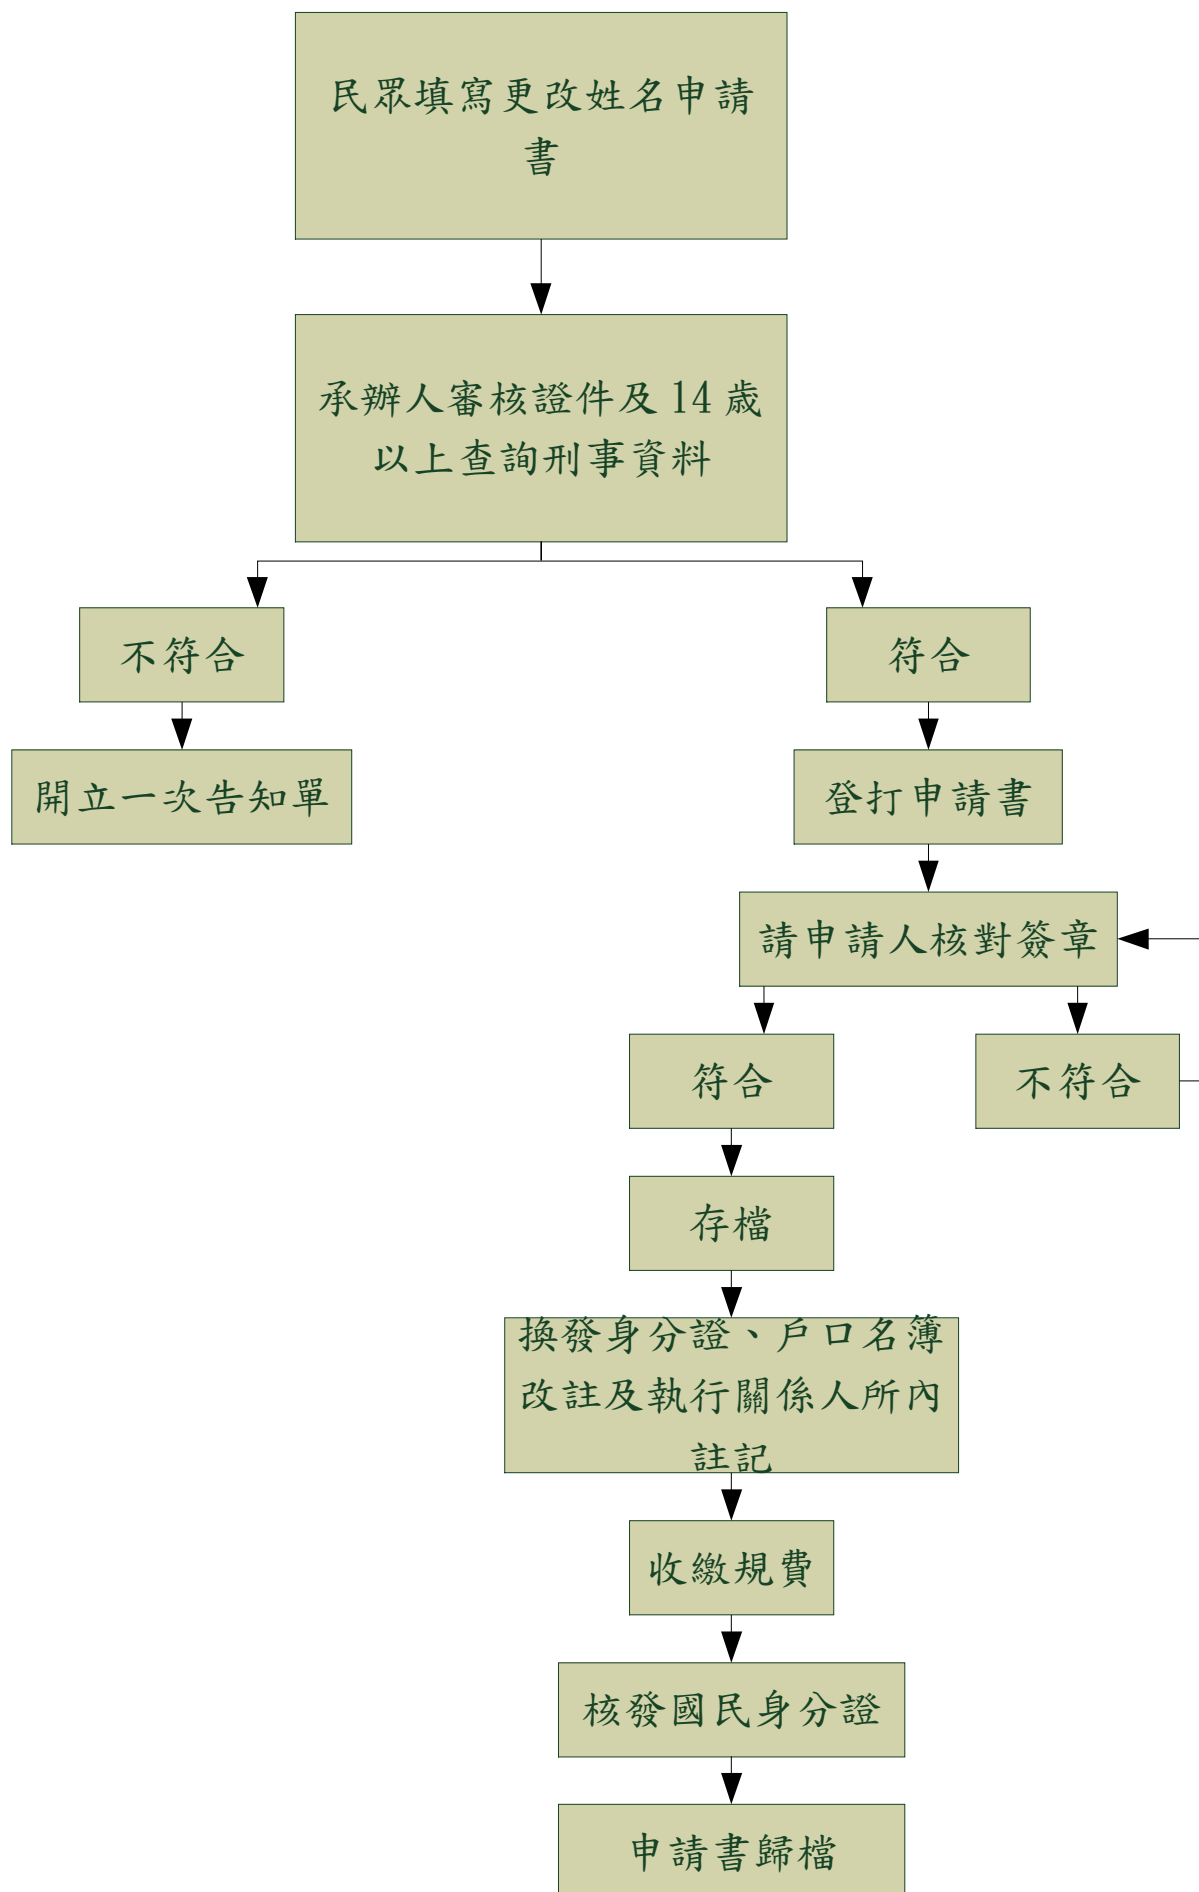 民眾填寫更改姓名申請
書
承辦人審核證件及14歲
以上查詢刑事資料
不符合
符合
開立一次告知單
登打申請書
請申請人核對簽章
符合
不符合
存檔
換發身分證、戶口名簿
改註及執行關係人所內
註記
收繳規費
核發國民身分證
申請書歸檔